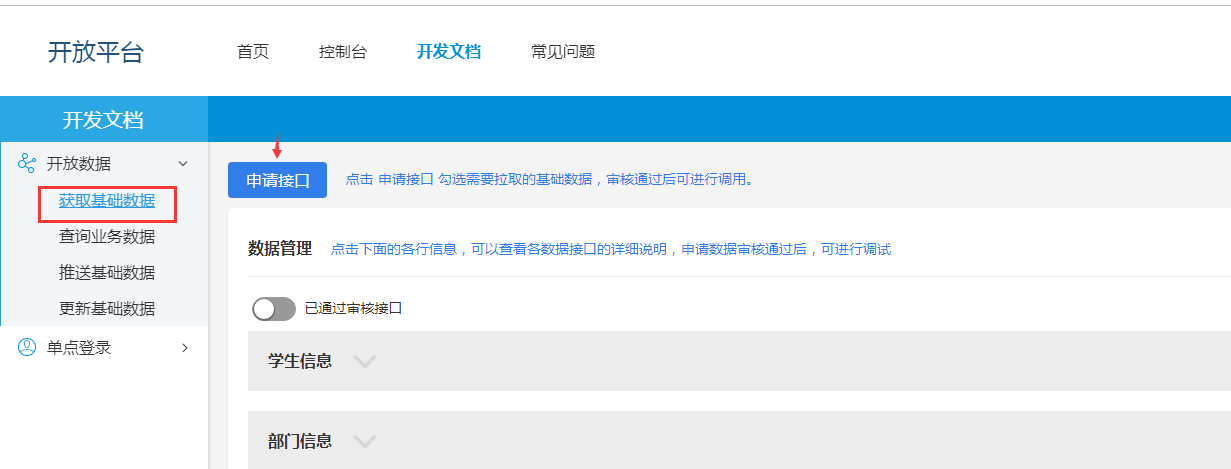 开放平台 首页 控制台 开发文档 常见问题
开发文档
开放数据
获取基础数据
查询业务数据
推送基础数据
更新基础数据
单点登录
申请接口 点击 申请接口 勾选需要拉取的基础数据，审核通过后可进行调用。
数据管理 点击下面的各行信息，可以查看各数据接口的详细说明，申请数据审核通过后，可进行调试
已通过审核接口
学生信息
部门信息